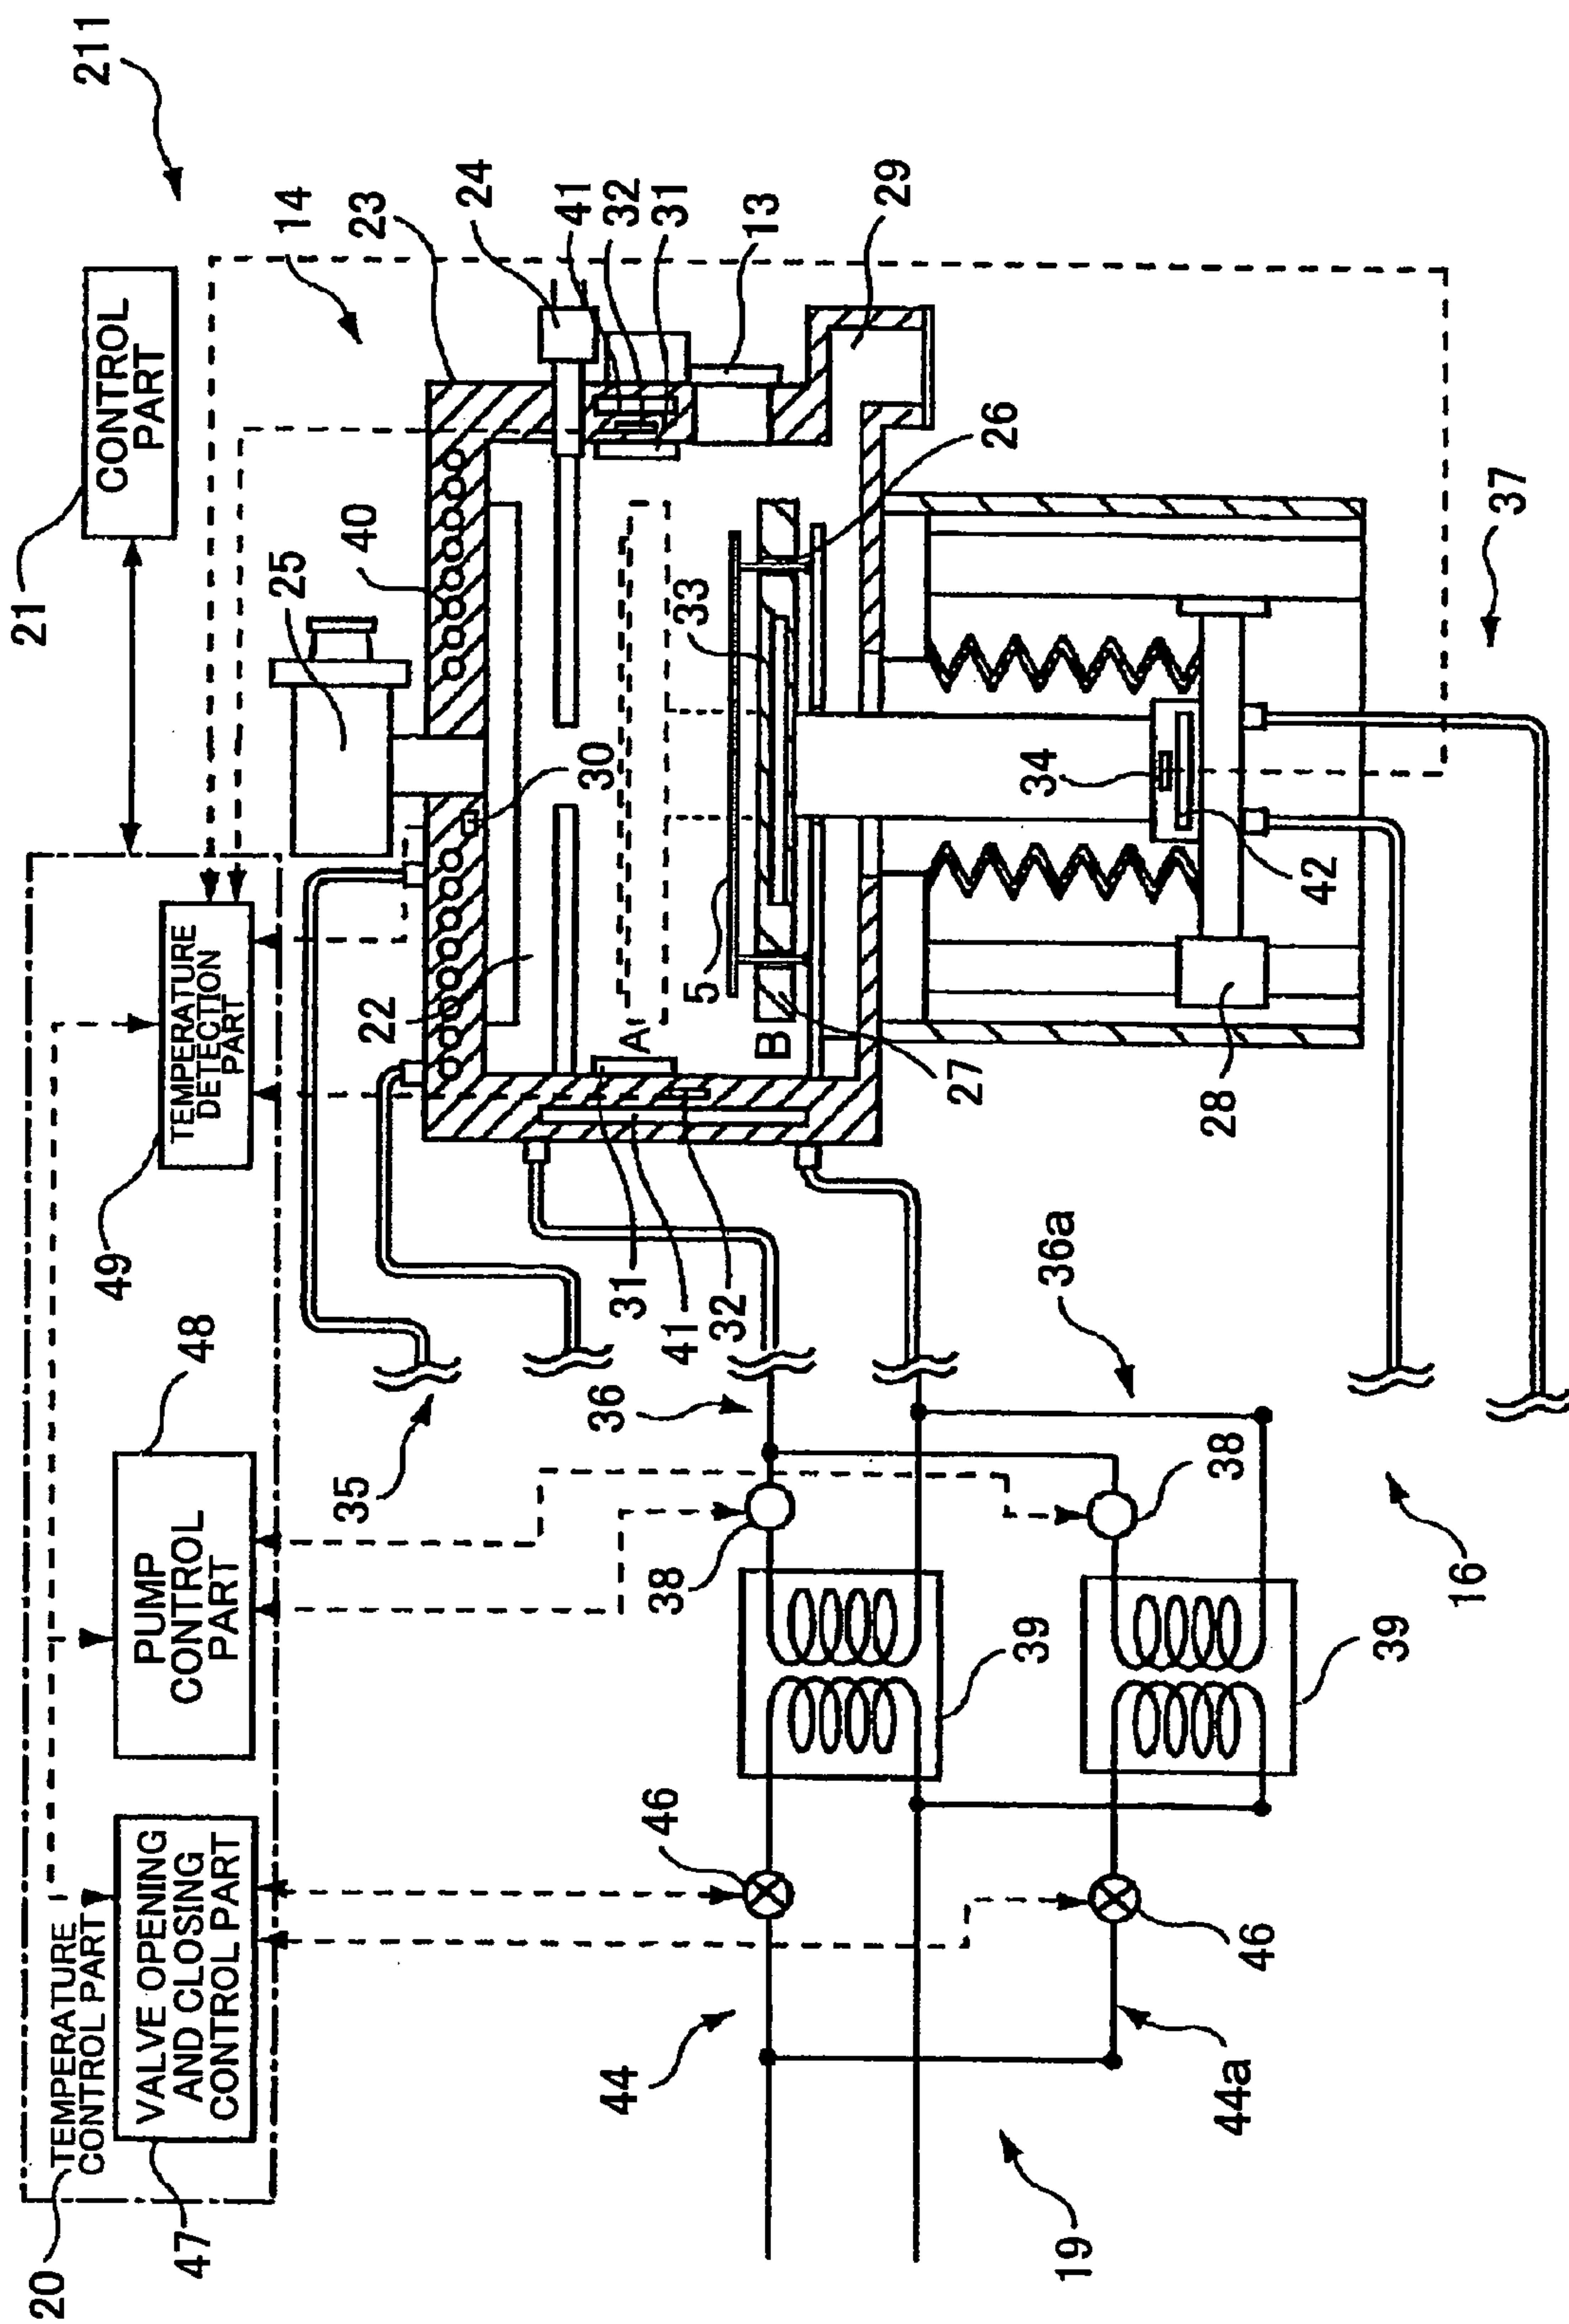 211
21
CONTROL
PART
20
TEMPERATURE
CONTROL PART
49
47
VALVE OPENING
AND CLOSING
CONTROL PART
48
PUMP
CONTROL
PART
TEMPERATURE
DETECTION
PART
25
14
35
40
23
22
24
44
36
30
41
31
A
32
46
38
41
5
33
31
32
B
13
29
27
26
39
36a
34
19
44a
28
46
38
42
39
16
37